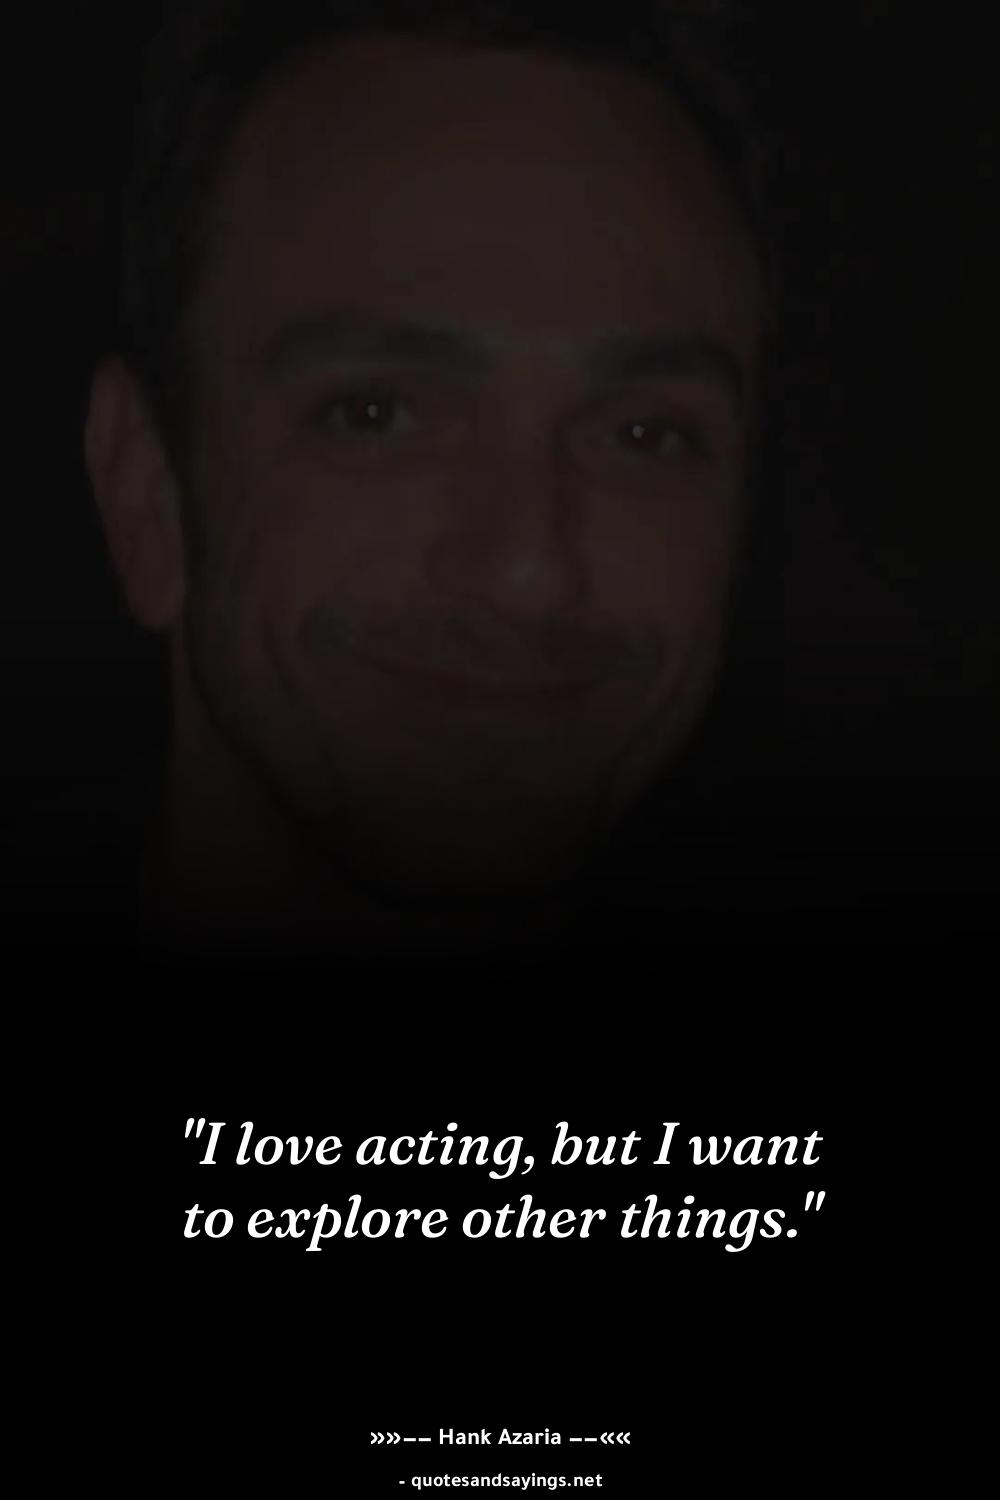 "I love acting, but I want
to explore other things."
»»−− Hank Azaria −−««
- quotesandsayings.net